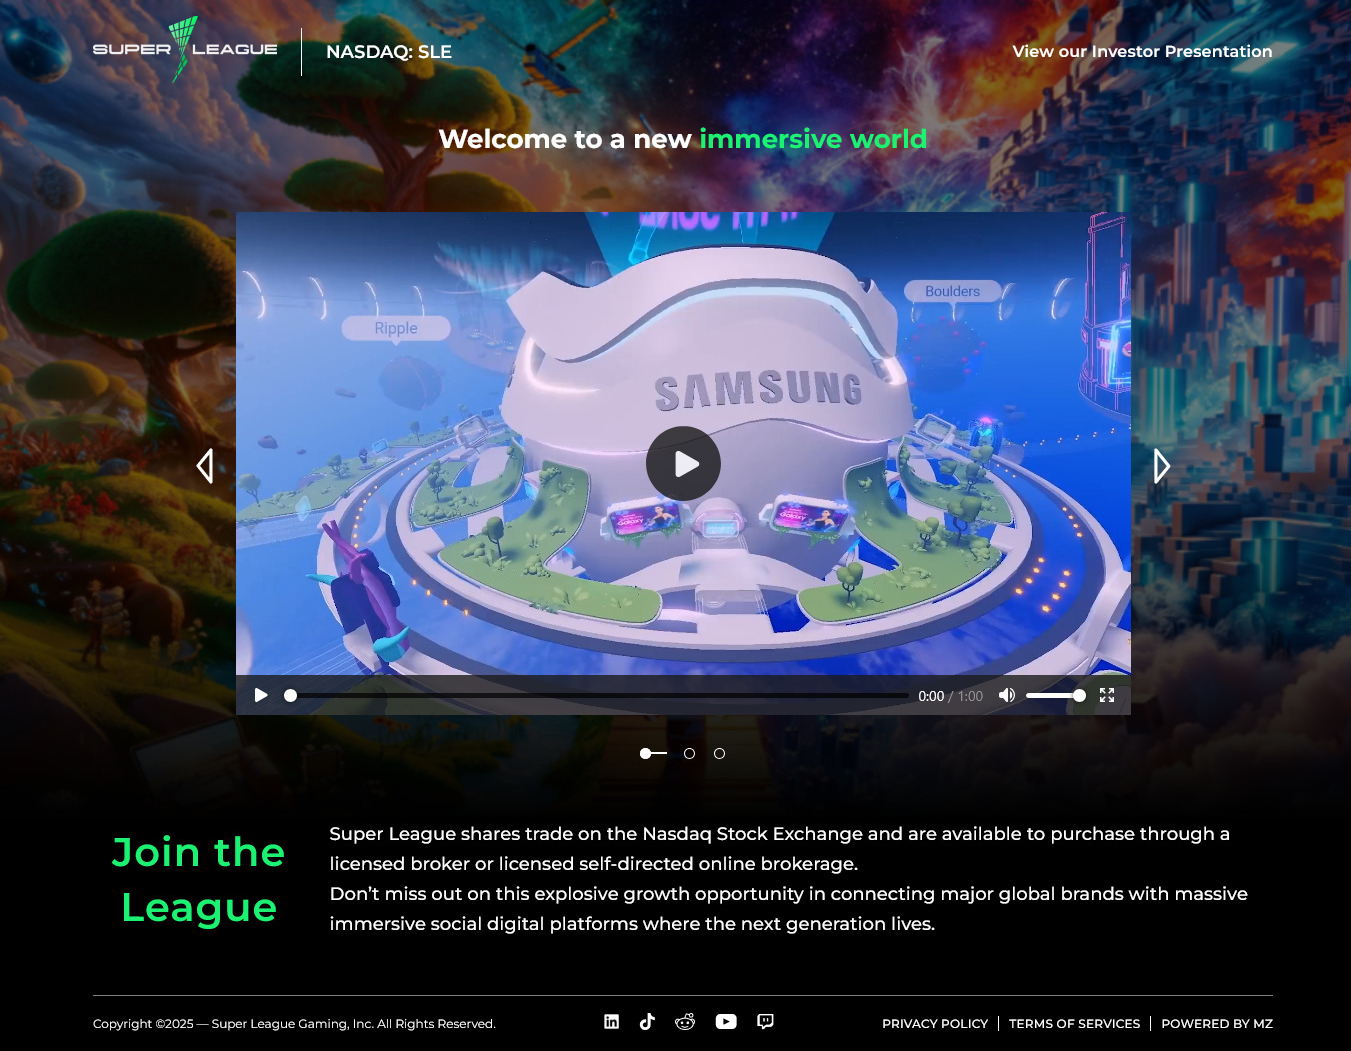 SUPER LEAGUE
NASDAQ: SLE
View our Investor Presentation
Welcome to a new immersive world
Boulders
Ripple
SAMSUNG
Galaxy
Galaxy
0:00 / 1:00
Join the
League
Super League shares trade on the Nasdaq Stock Exchange and are available to purchase through a
licensed broker or licensed self-directed online brokerage.
Don’t miss out on this explosive growth opportunity in connecting major global brands with massive
immersive social digital platforms where the next generation lives.
Copyright ©2025 — Super League Gaming, Inc. All Rights Reserved.
PRIVACY POLICY
TERMS OF SERVICES
POWERED BY MZ